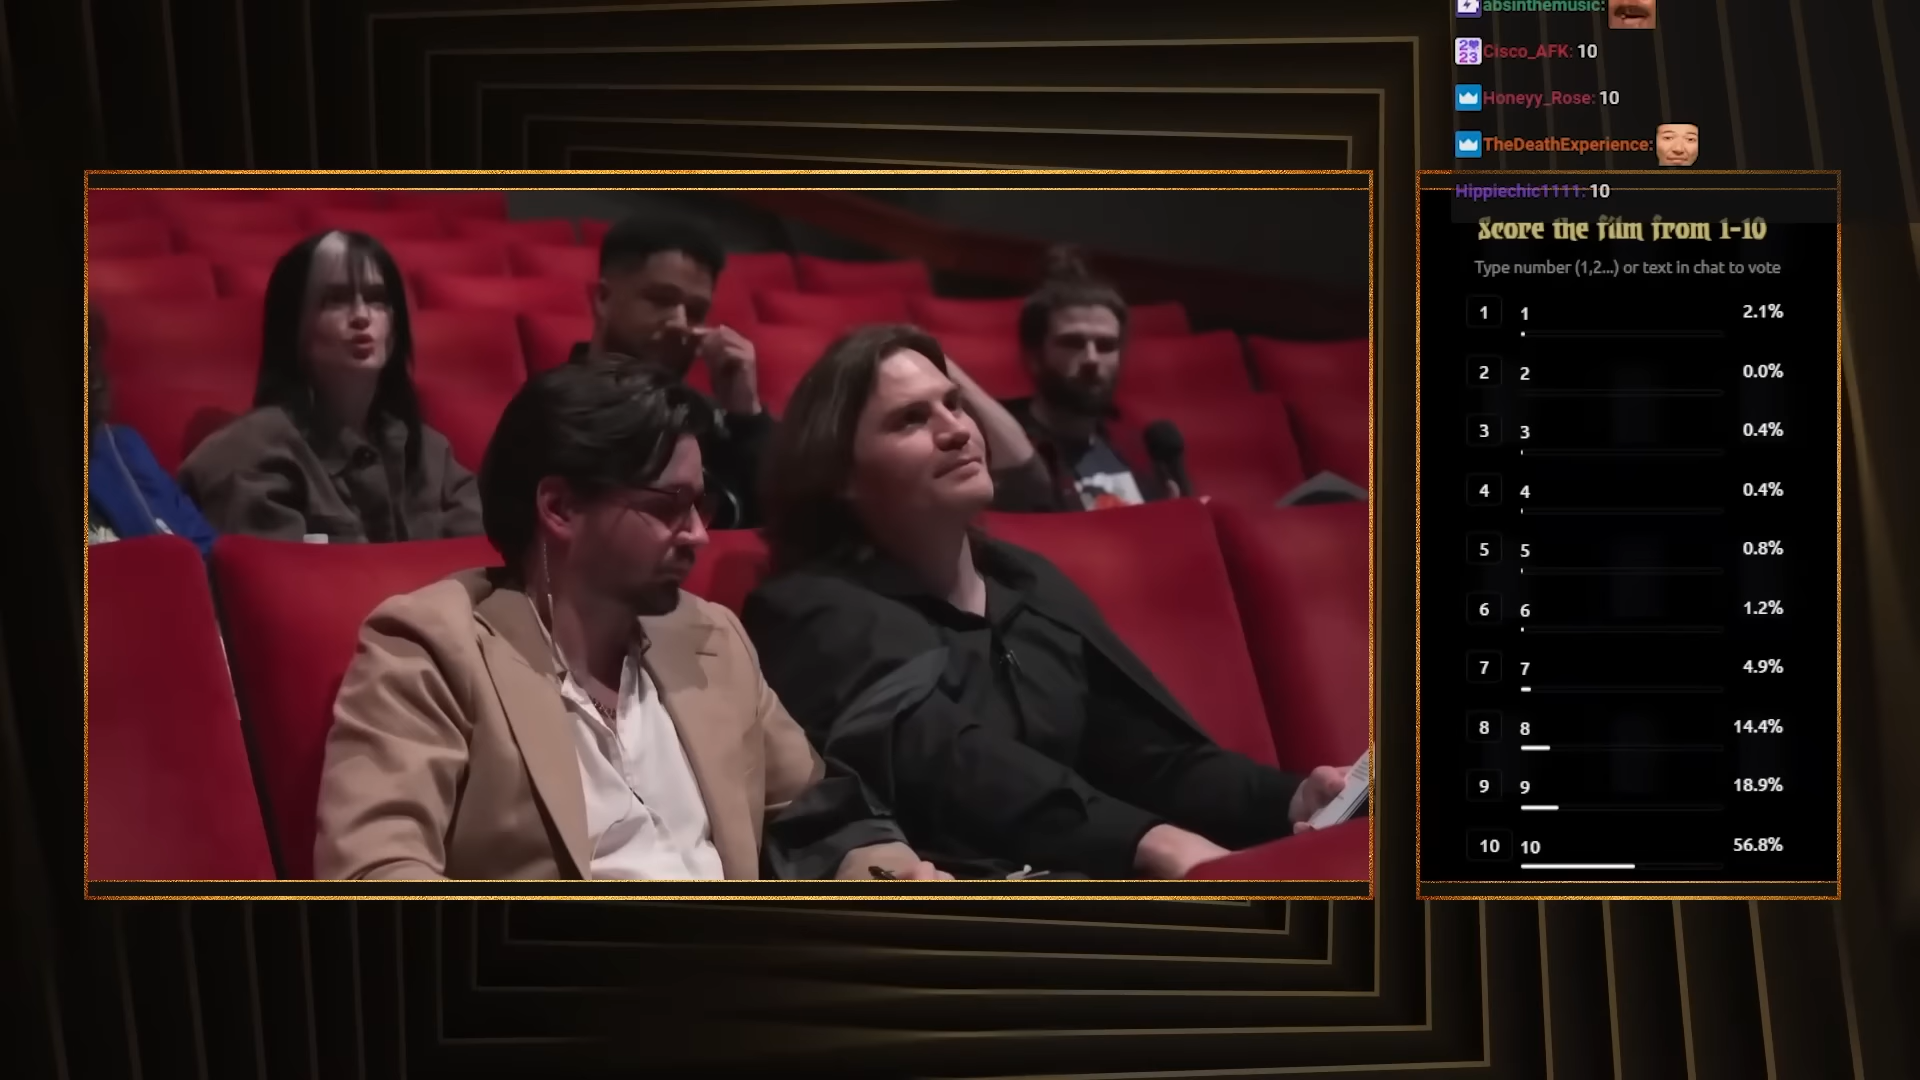 absinthemusic:
Cisco_AFK: 10
Honeyy_Rose: 10
TheDeathExperience:
Hippiechic1111: 10
Score the film from 1-10
Type number (1,2...) or text in chat to vote
1 1 2.1%
2 2 0.0%
3 3 0.4%
4 4 0.4%
5 5 0.8%
6 6 1.2%
7 7 4.9%
8 8 14.4%
9 9 18.9%
10 10 56.8%